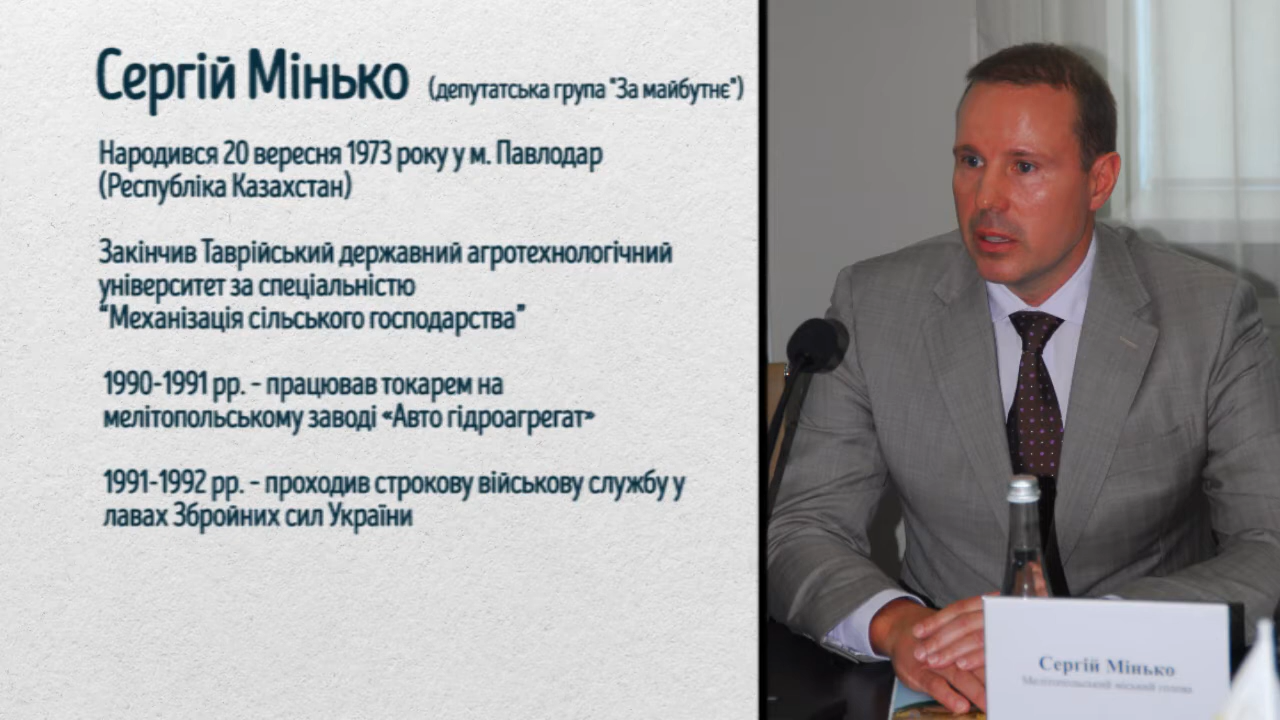 Сергій Мінько (депутатська група "За майбутнє")
Народився 20 вересня 1973 року у м. Павлодар
(Республіка Казахстан)
Закінчив Таврійський державний агротехнологічний
університет за спеціальністю
“Механізація сільського господарства”
1990-1991 рр. - працював токарем на
мелітопольському заводі «Авто гідроагрегат»
1991-1992 рр. - проходив строкову військову службу у
лавах Збройних сил України
Сергій Мінько
Мелітопольський міський голова